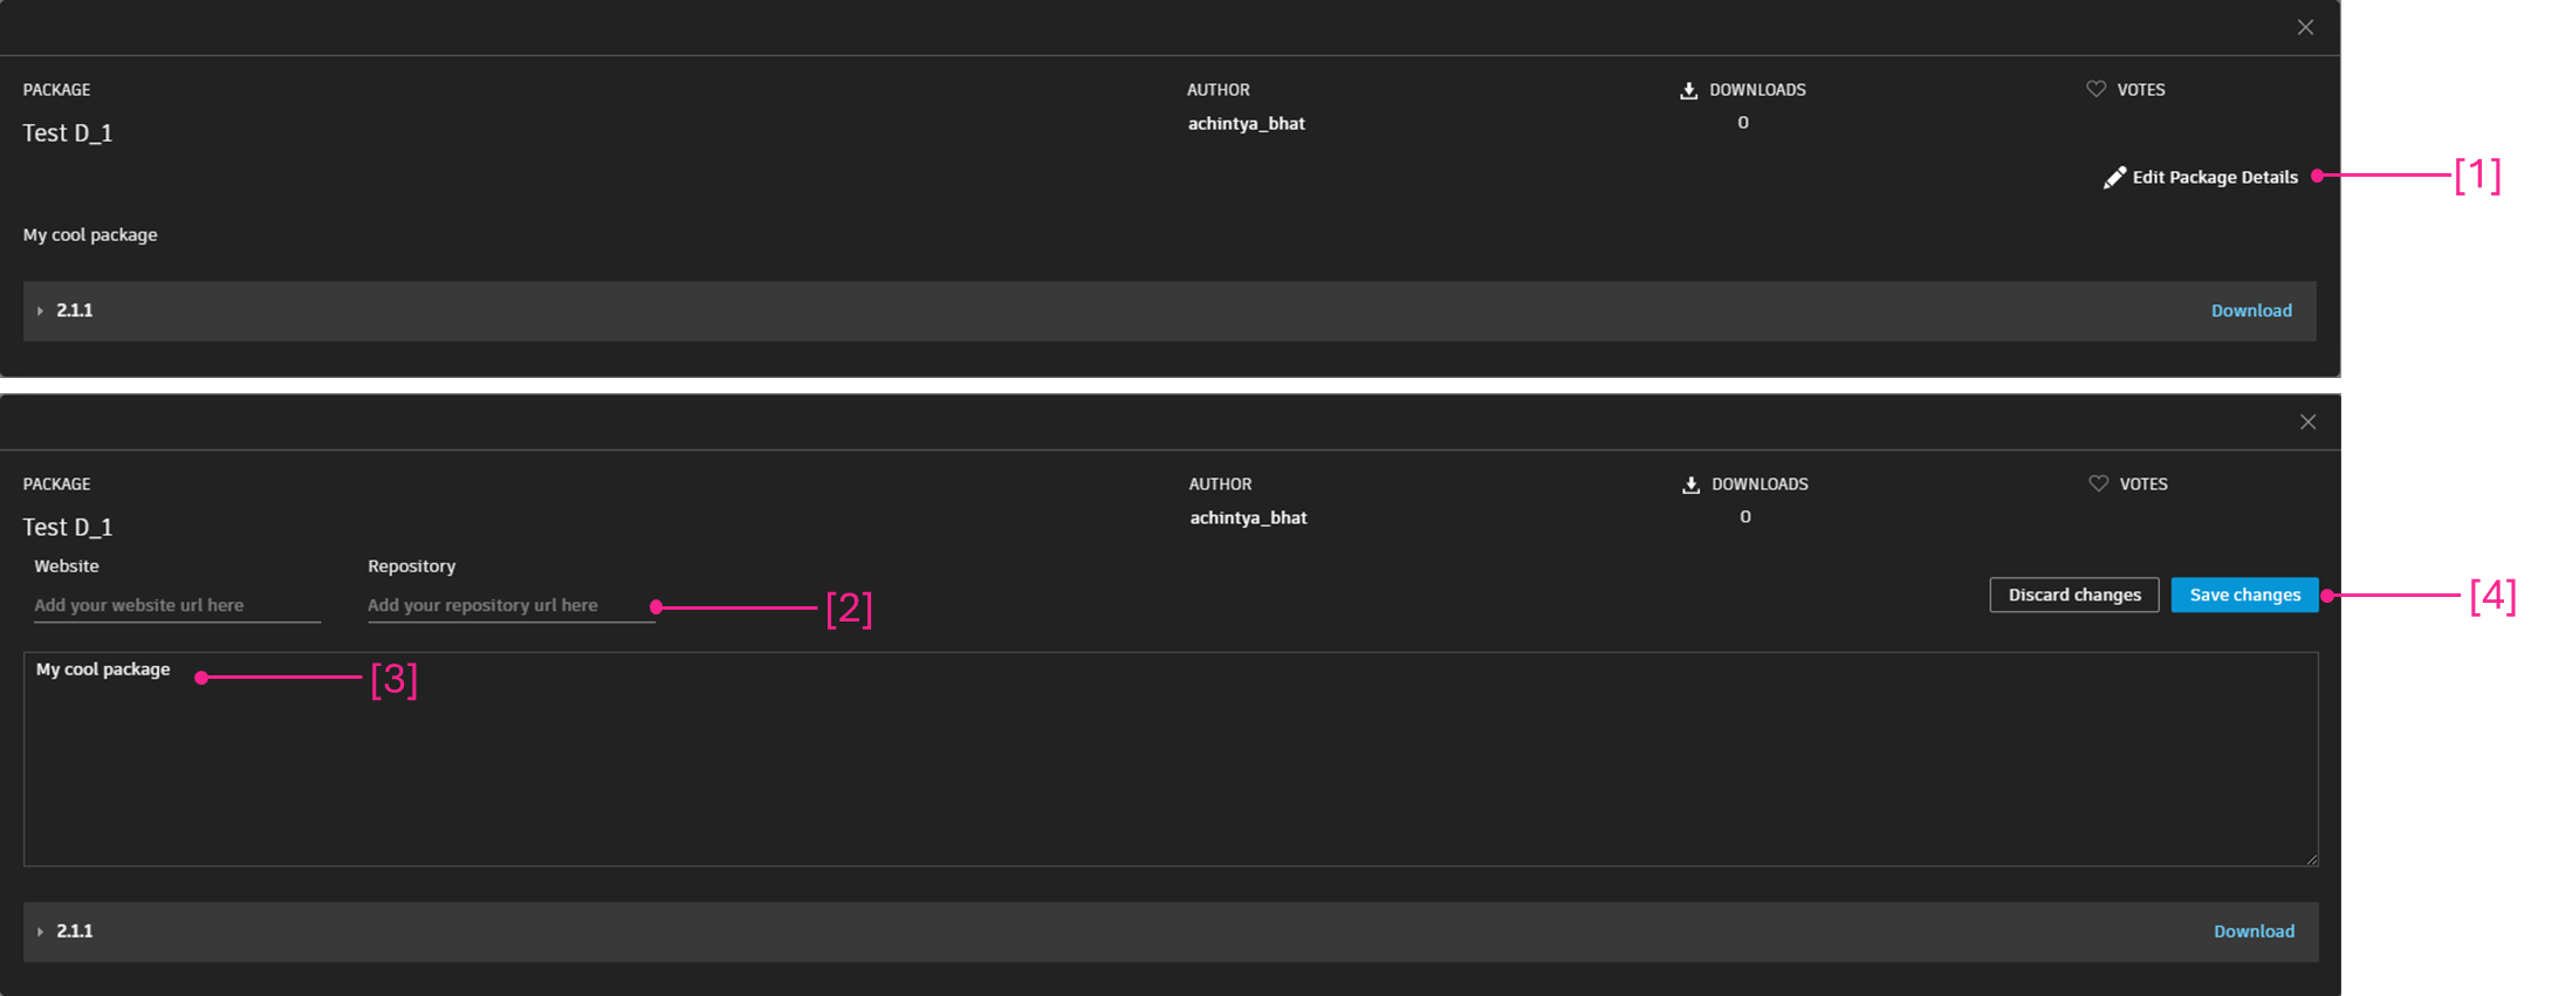 PACKAGE AUTHOR DOWNLOADS VOTES
Test D_1 achintya_bhat 0
Edit Package Details [1]
My cool package
2.1.1 Download
PACKAGE AUTHOR DOWNLOADS VOTES
Test D_1 achintya_bhat 0
Website Repository
Add your website url here Add your repository url here [2] Discard changes Save changes [4]
My cool package [3]
2.1.1 Download